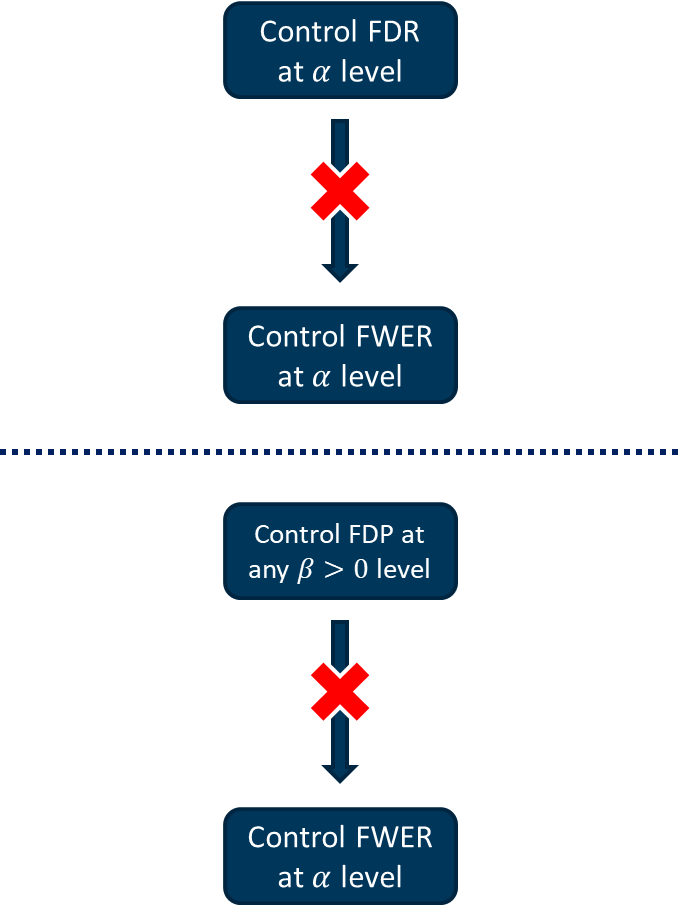 Control FDR
at α level
Control FWER
at α level
Control FDP at
any β > 0 level
Control FWER
at α level